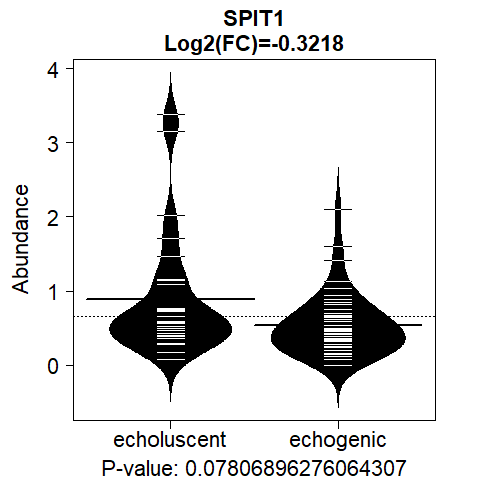 SPIT1
Log2(FC)=-0.3218
Abundance
4
3
2
1
0
echoluscent echogenic
P-value: 0.07806896276064307